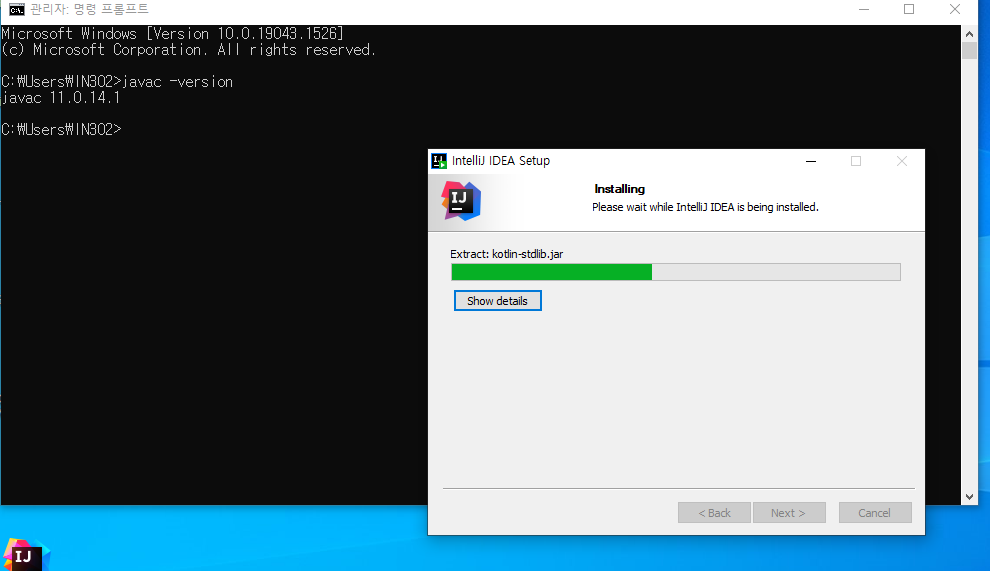 관리자: 명령 프롬프트
Microsoft Windows [Version 10.0.19043.1526]
(c) Microsoft Corporation. All rights reserved.
C:₩Users₩IN302>javac -version
javac 11.0.14.1
C:₩Users₩IN302>
IntelliJ IDEA Setup
IJ
Installing
Please wait while IntelliJ IDEA is being installed.
Extract: kotlin-stdlib.jar
Show details
< Back
Next >
Cancel
IJ